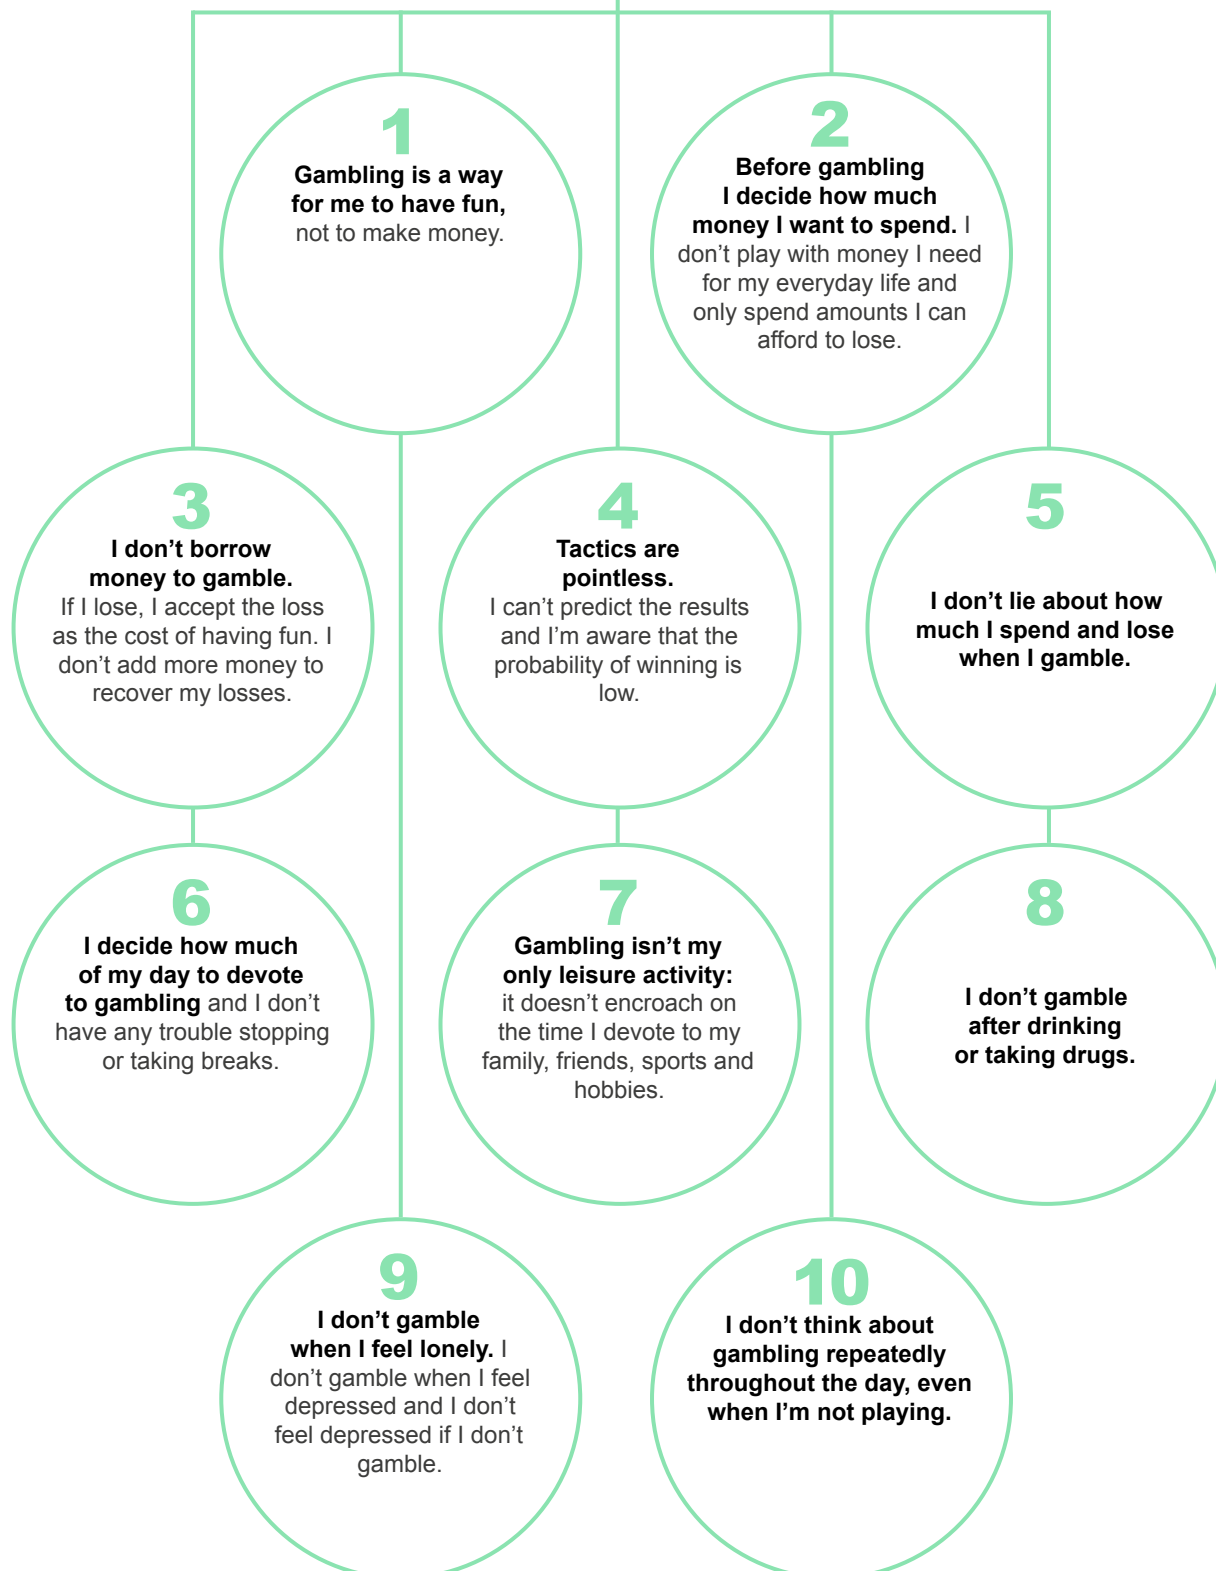 1
Gambling is a way
for me to have fun,
not to make money.
2
Before gambling
I decide how much
money I want to spend. I
don’t play with money I need
for my everyday life and
only spend amounts I can
afford to lose.
3
I don’t borrow
money to gamble.
If I lose, I accept the loss
as the cost of having fun. I
don’t add more money to
recover my losses.
4
Tactics are
pointless.
I can’t predict the results
and I’m aware that the
probability of winning is
low.
5
I don’t lie about how
much I spend and lose
when I gamble.
6
I decide how much
of my day to devote
to gambling and I don’t
have any trouble stopping
or taking breaks.
7
Gambling isn’t my
only leisure activity:
it doesn’t encroach on
the time I devote to my
family, friends, sports and
hobbies.
8
I don’t gamble
after drinking
or taking drugs.
9
I don’t gamble
when I feel lonely. I
don’t gamble when I feel
depressed and I don’t
feel depressed if I don’t
gamble.
10
I don’t think about
gambling repeatedly
throughout the day, even
when I’m not playing.